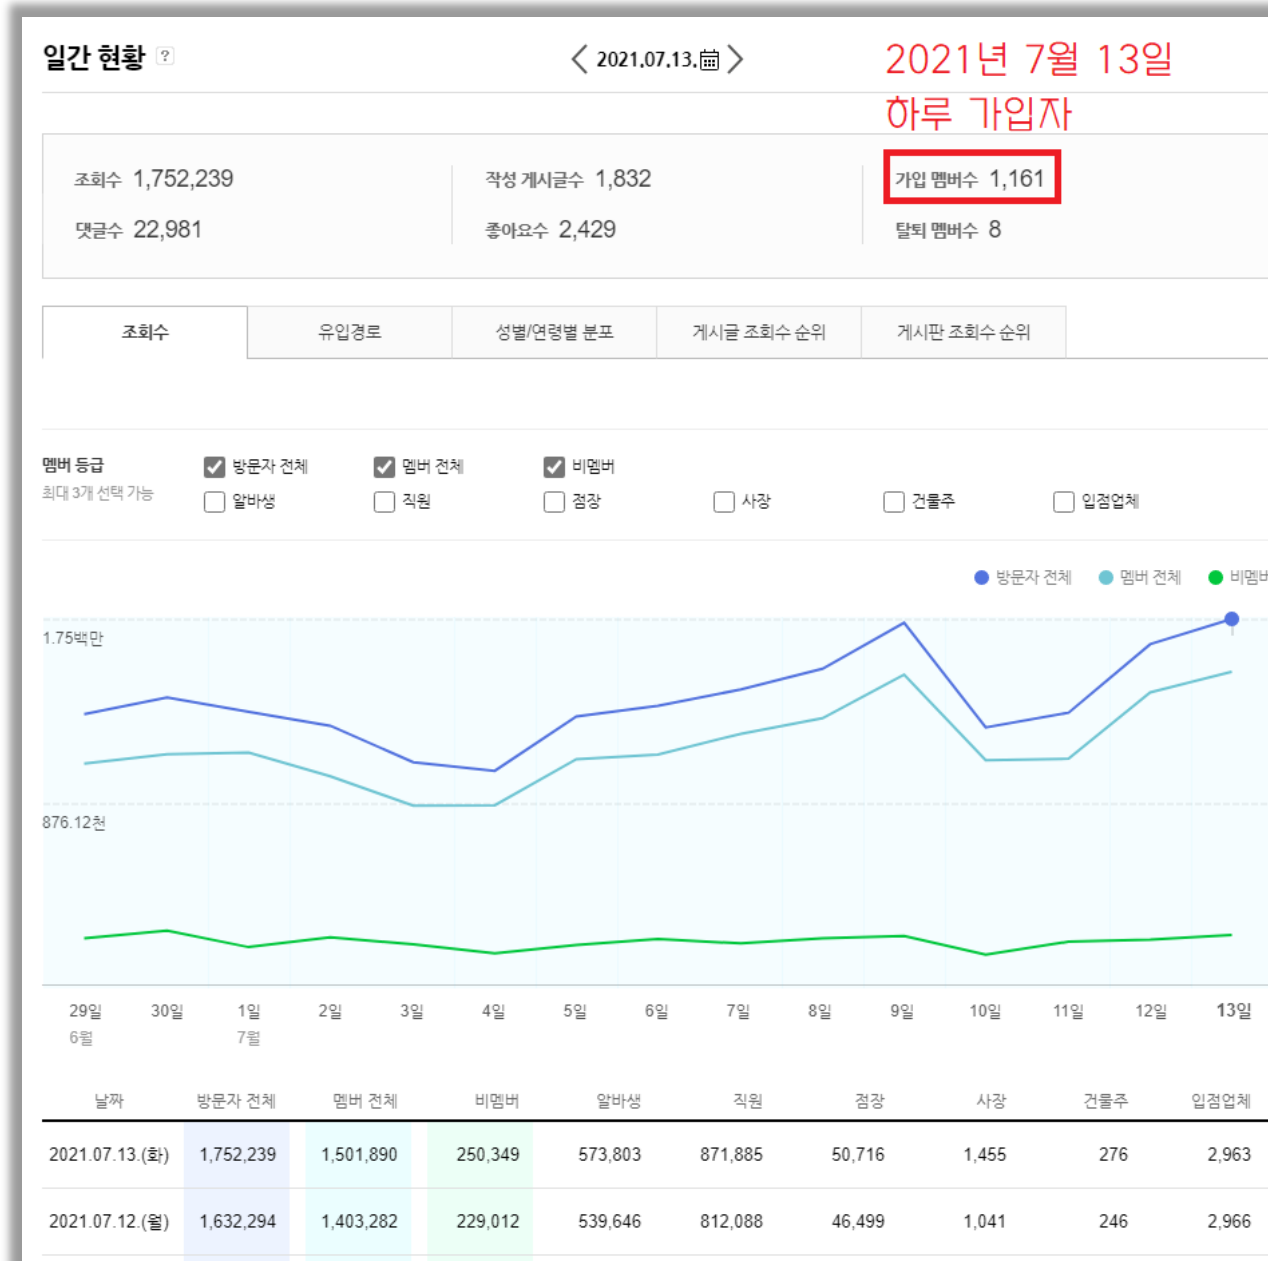 일간 현황 ?
2021.07.13.
2021년 7월 13일
하루 가입자
조회수 1,752,239
작성 게시글수 1,832
가입 멤버수 1,161
댓글수 22,981
좋아요수 2,429
탈퇴 멤버수 8
조회수 유입경로 성별/연령별 분포 게시글 조회수 순위 게시판 조회수 순위
멤버 등급
최대 3개 선택 가능
방문자 전체 멤버 전체 비멤버
알바생 직원 점장 사장 건물주 입점업체
방문자 전체 멤버 전체 비멤버
1.75백만
876.12천
29일 30일 1일 2일 3일 4일 5일 6일 7일 8일 9일 10일 11일 12일 13일
6월 7월
날짜 방문자 전체 멤버 전체 비멤버 알바생 직원 점장 사장 건물주 입점업체
2021.07.13.(화) 1,752,239 1,501,890 250,349 573,803 871,885 50,716 1,455 276 2,963
2021.07.12.(월) 1,632,294 1,403,282 229,012 539,646 812,088 46,499 1,041 246 2,966